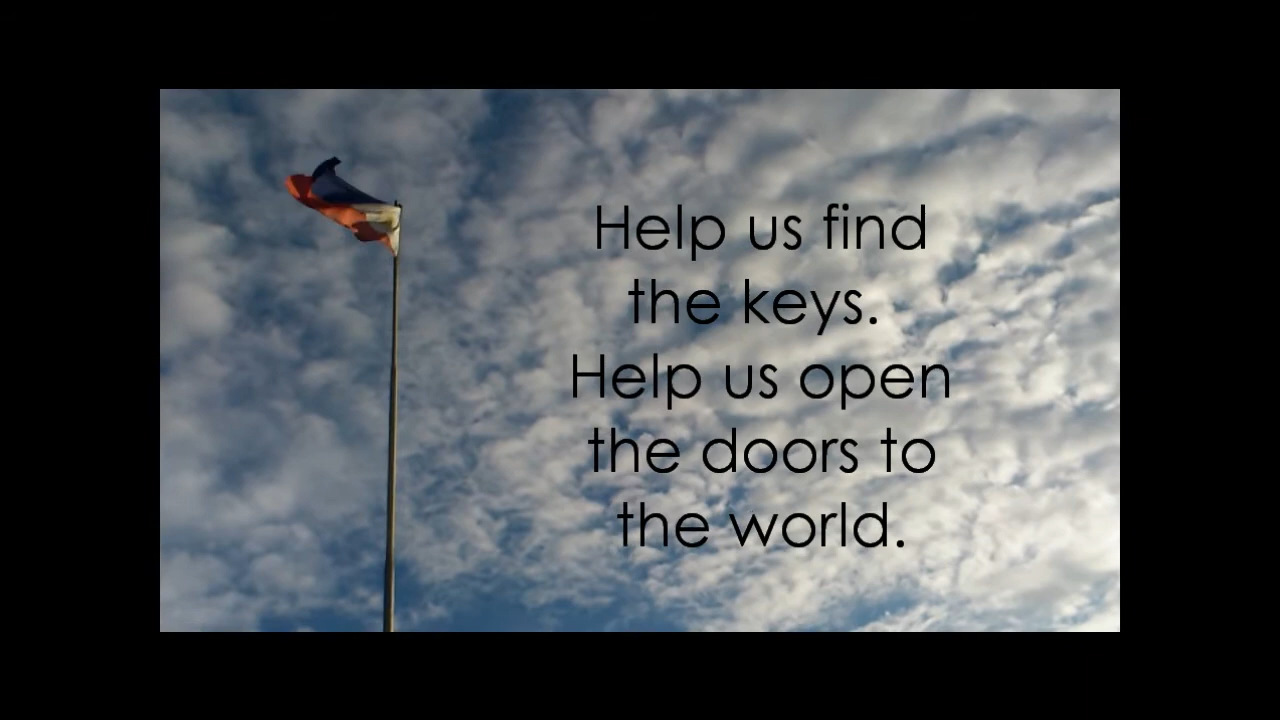 Help us find
the keys.
Help us open
the doors to
the world.